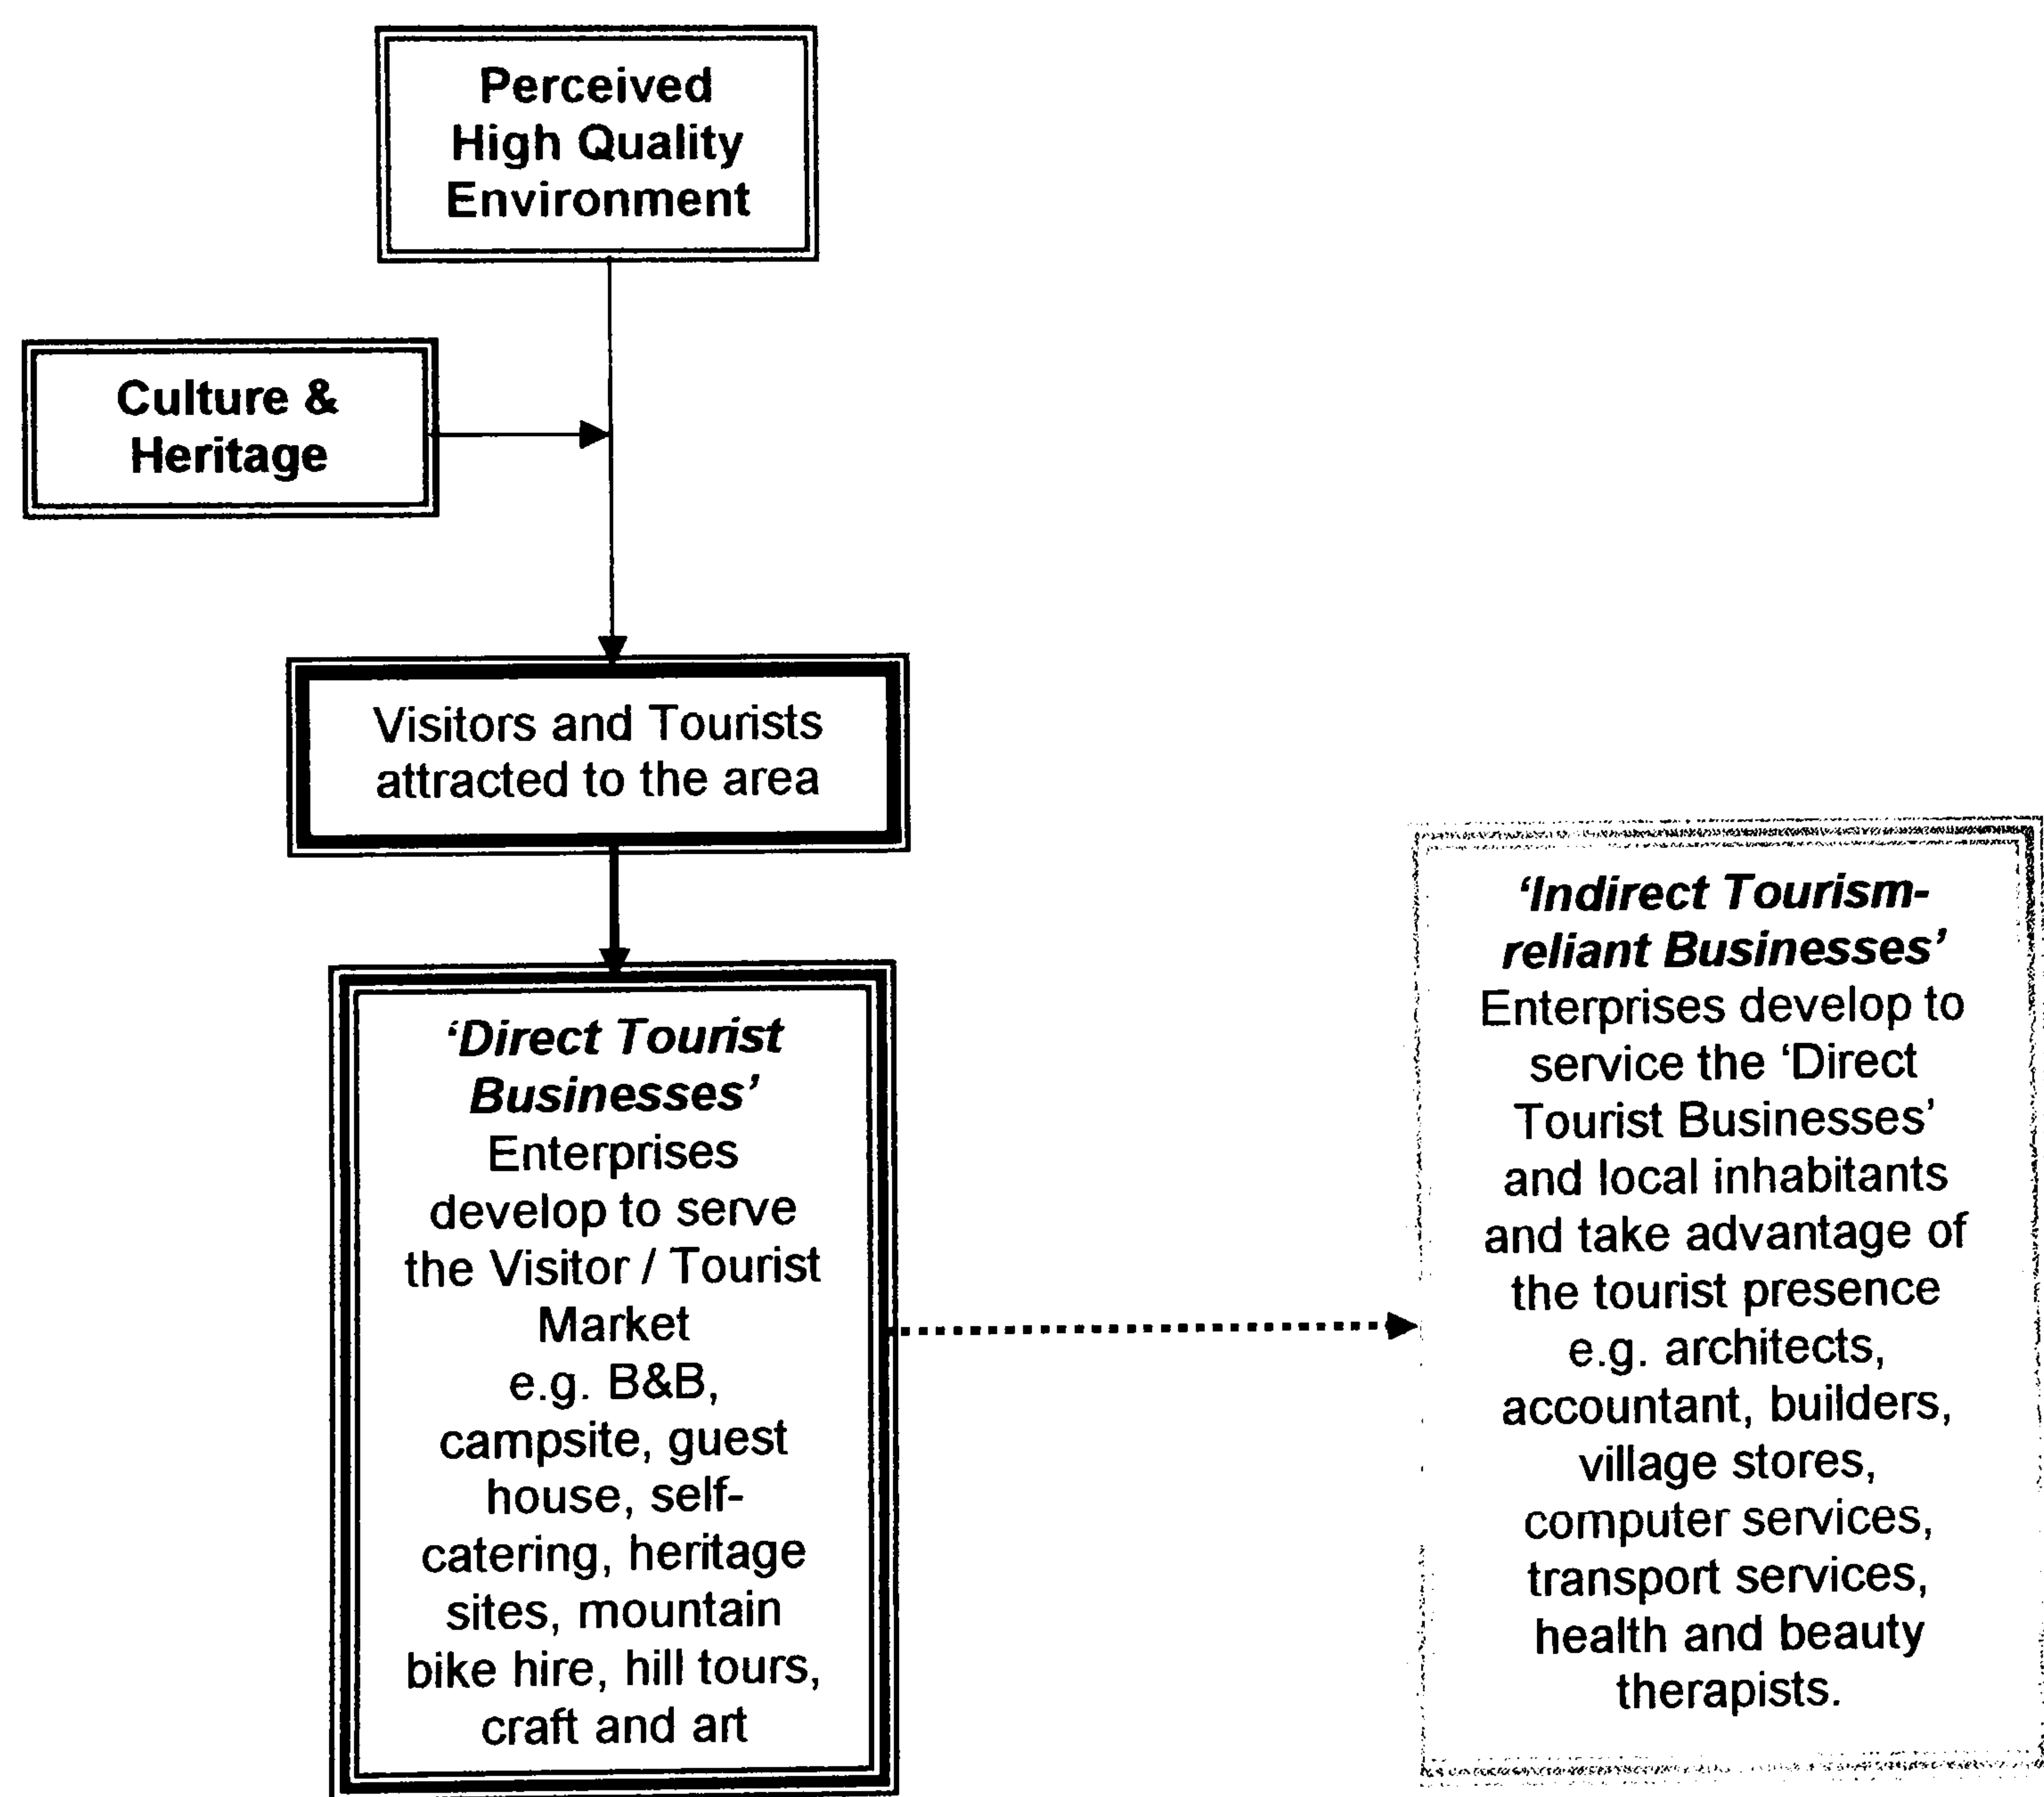 Perceived
High Quality
Environment
Culture &
Heritage
Visitors and Tourists
attracted to the area
‘Direct Tourist
Businesses’
Enterprises
develop to serve
the Visitor / Tourist
Market
e.g. B&B,
campsite, guest
house, self-
catering, heritage
sites, mountain
bike hire, hill tours,
craft and art
‘Indirect Tourism-
reliant Businesses’
Enterprises develop to
service the ‘Direct
Tourist Businesses’
and local inhabitants
and take advantage of
the tourist presence
e.g. architects,
accountant, builders,
village stores,
computer services,
transport services,
health and beauty
therapists.